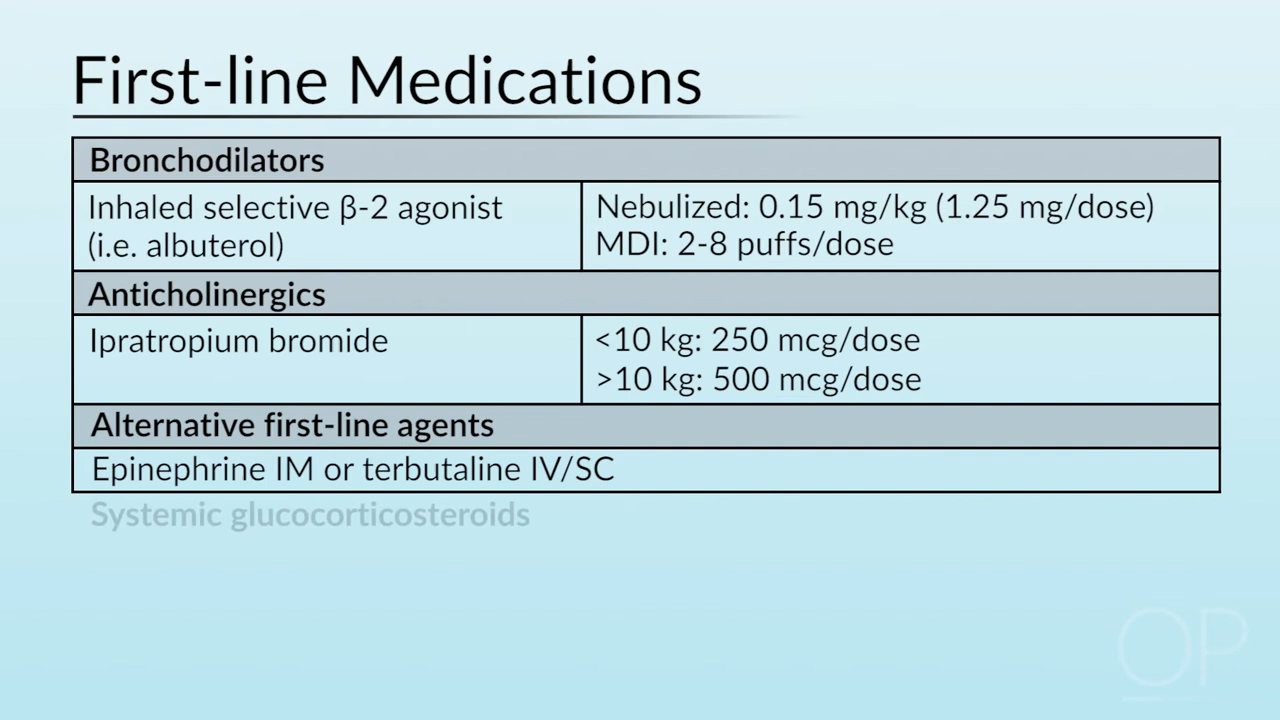 First-line Medications
Bronchodilators
Inhaled selective β-2 agonist
(i.e. albuterol)
Nebulized: 0.15 mg/kg (1.25 mg/dose)
MDI: 2-8 puffs/dose
Anticholinergics
Ipratropium bromide
<10 kg: 250 mcg/dose
>10 kg: 500 mcg/dose
Alternative first-line agents
Epinephrine IM or terbutaline IV/SC
Systemic glucocorticosteroids
OP